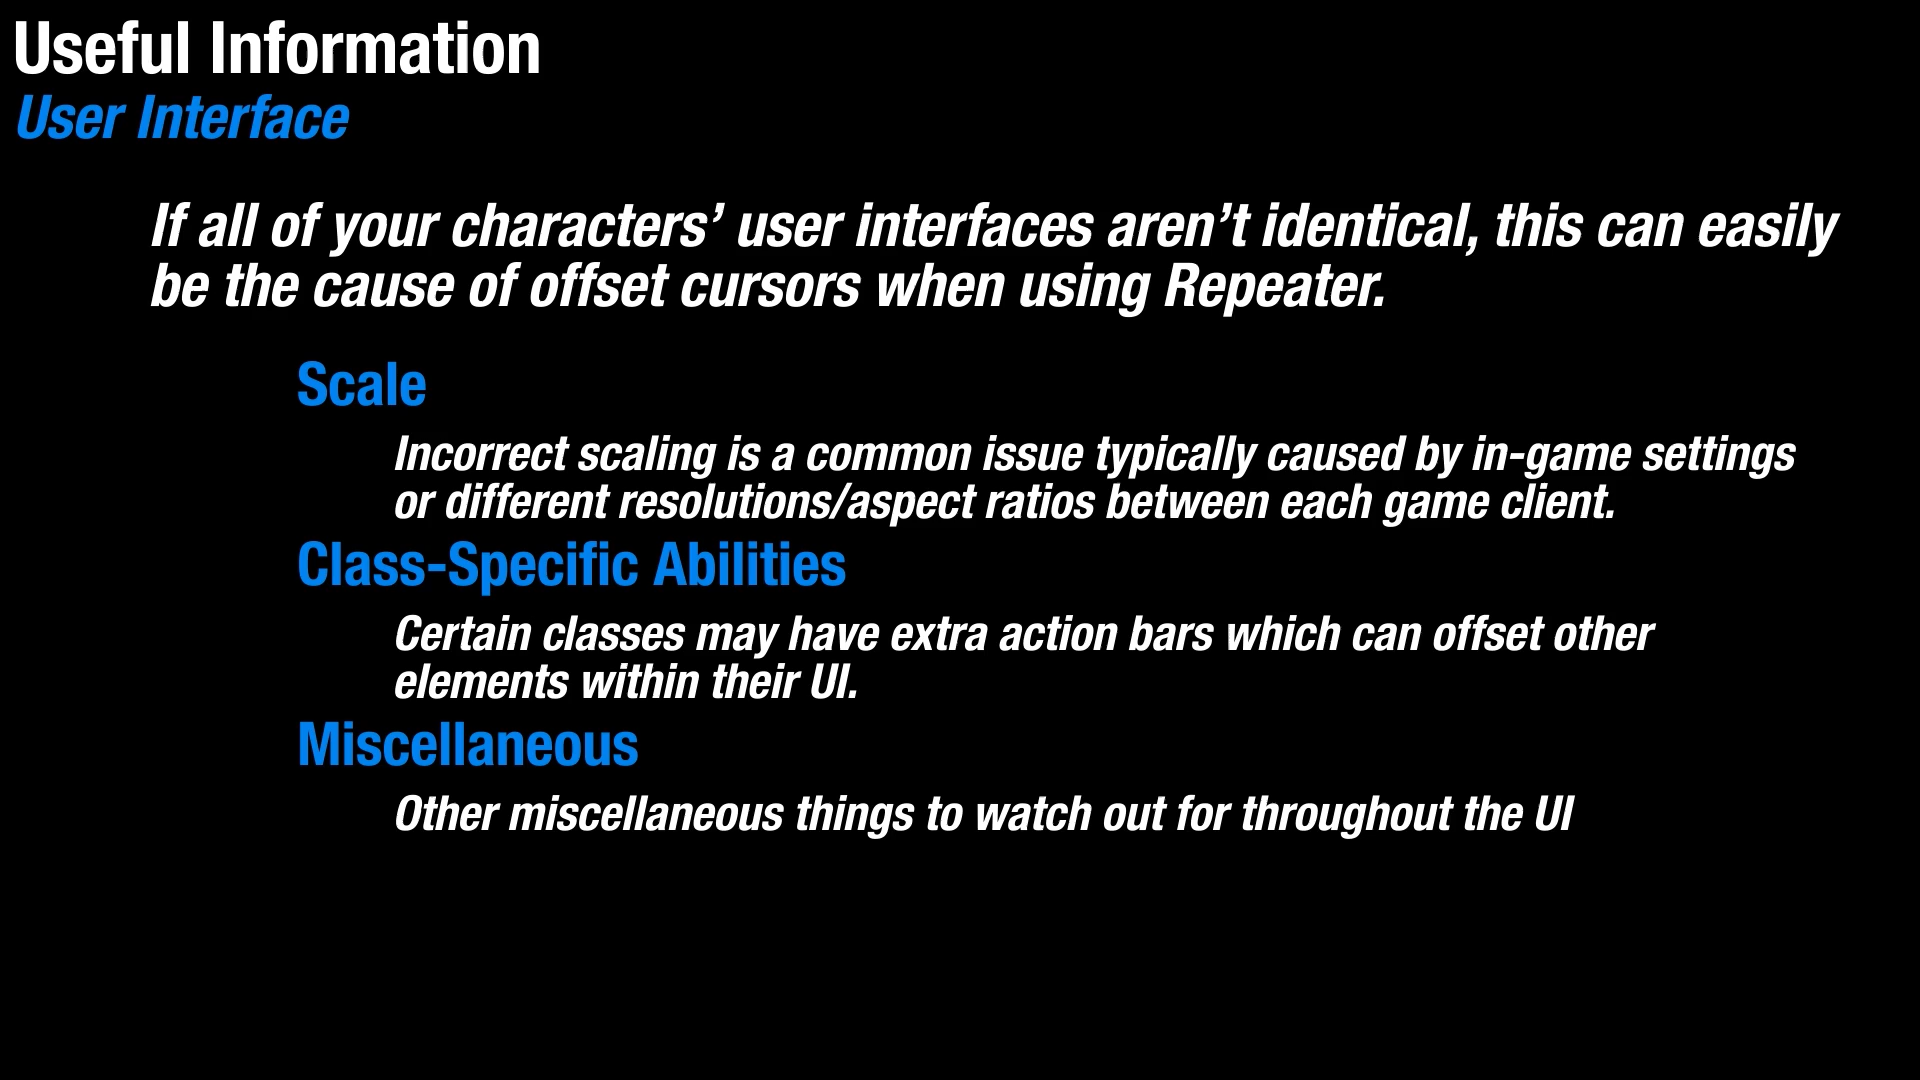 Useful Information
User Interface
If all of your characters’ user interfaces aren’t identical, this can easily
be the cause of offset cursors when using Repeater.
Scale
Incorrect scaling is a common issue typically caused by in-game settings
or different resolutions/aspect ratios between each game client.
Class-Specific Abilities
Certain classes may have extra action bars which can offset other
elements within their UI.
Miscellaneous
Other miscellaneous things to watch out for throughout the UI